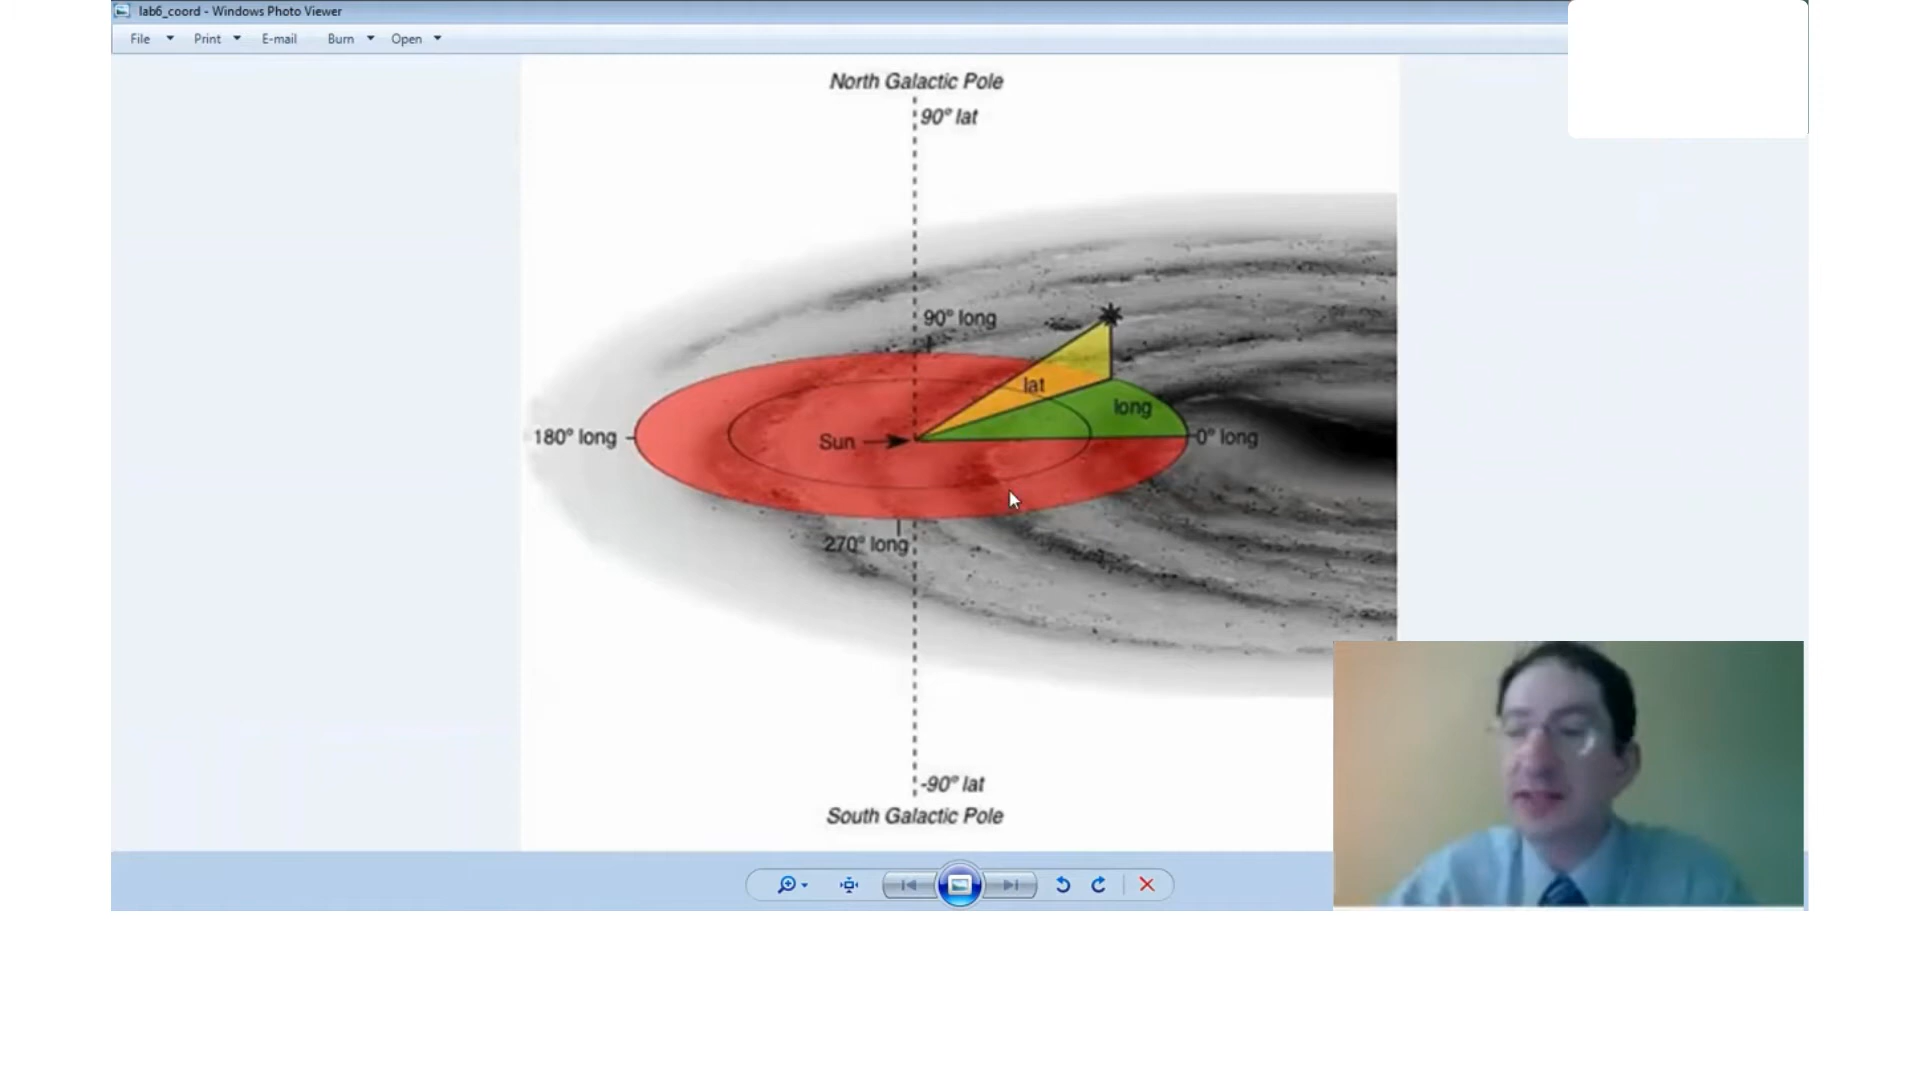 lab6_coord - Windows Photo Viewer
File Print E-mail Burn Open
North Galactic Pole
90° lat
90° long
lat
long
180° long
Sun
0° long
270° long
-90° lat
South Galactic Pole